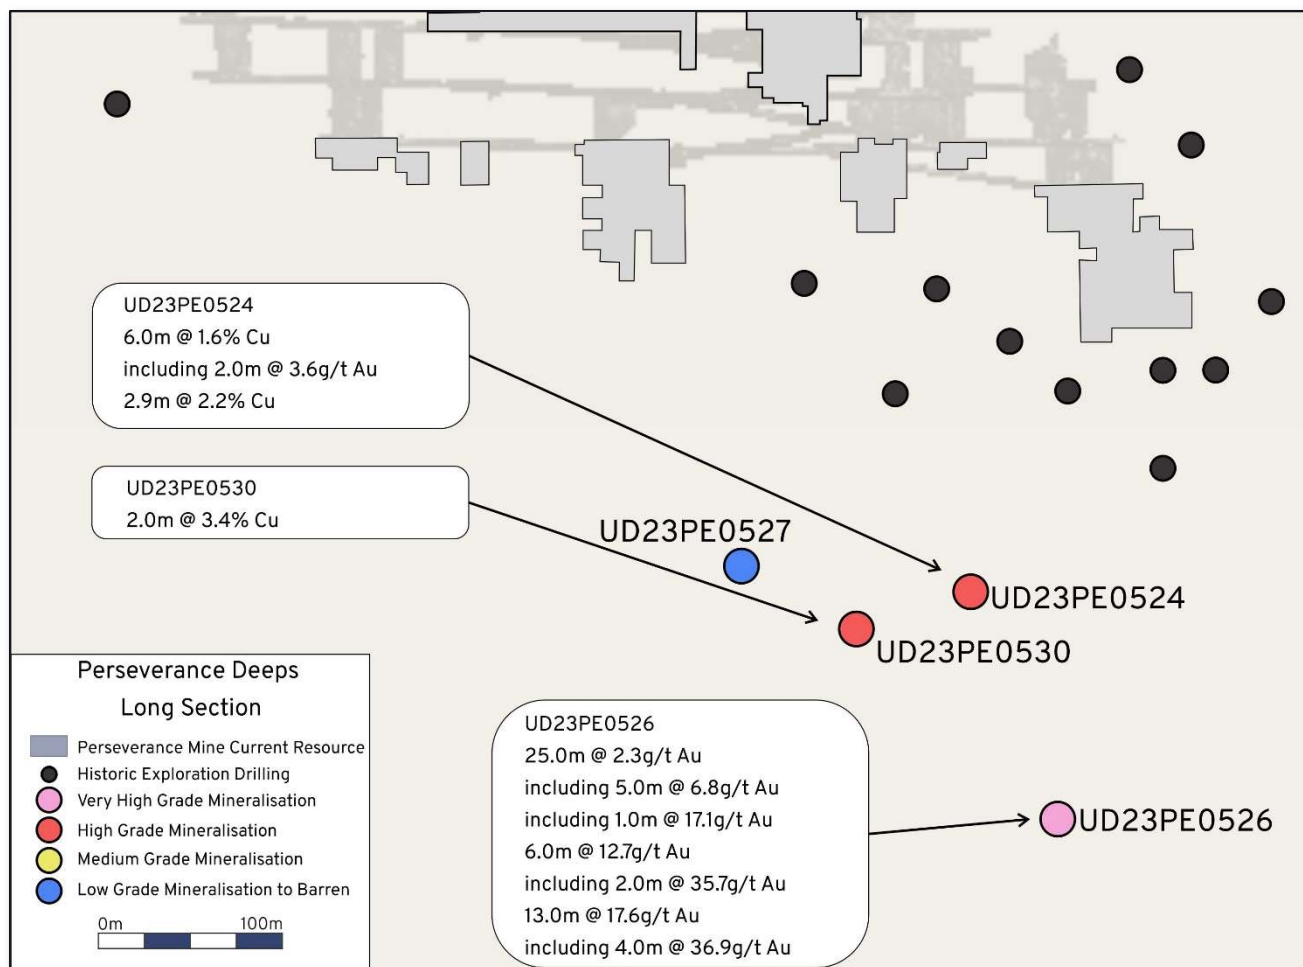 UD23PE0524
6.0m @ 1.6% Cu
including 2.0m @ 3.6g/t Au
2.9m @ 2.2% Cu
UD23PE0530
2.0m @ 3.4% Cu
UD23PE0527
UD23PE0524
UD23PE0530
UD23PE0526
25.0m @ 2.3g/t Au
including 5.0m @ 6.8g/t Au
including 1.0m @ 17.1g/t Au
6.0m @ 12.7g/t Au
including 2.0m @ 35.7g/t Au
13.0m @ 17.6g/t Au
including 4.0m @ 36.9g/t Au
UD23PE0526
Perseverance Deeps
Long Section
Perseverance Mine Current Resource
Historic Exploration Drilling
Very High Grade Mineralisation
High Grade Mineralisation
Medium Grade Mineralisation
Low Grade Mineralisation to Barren
0m 100m